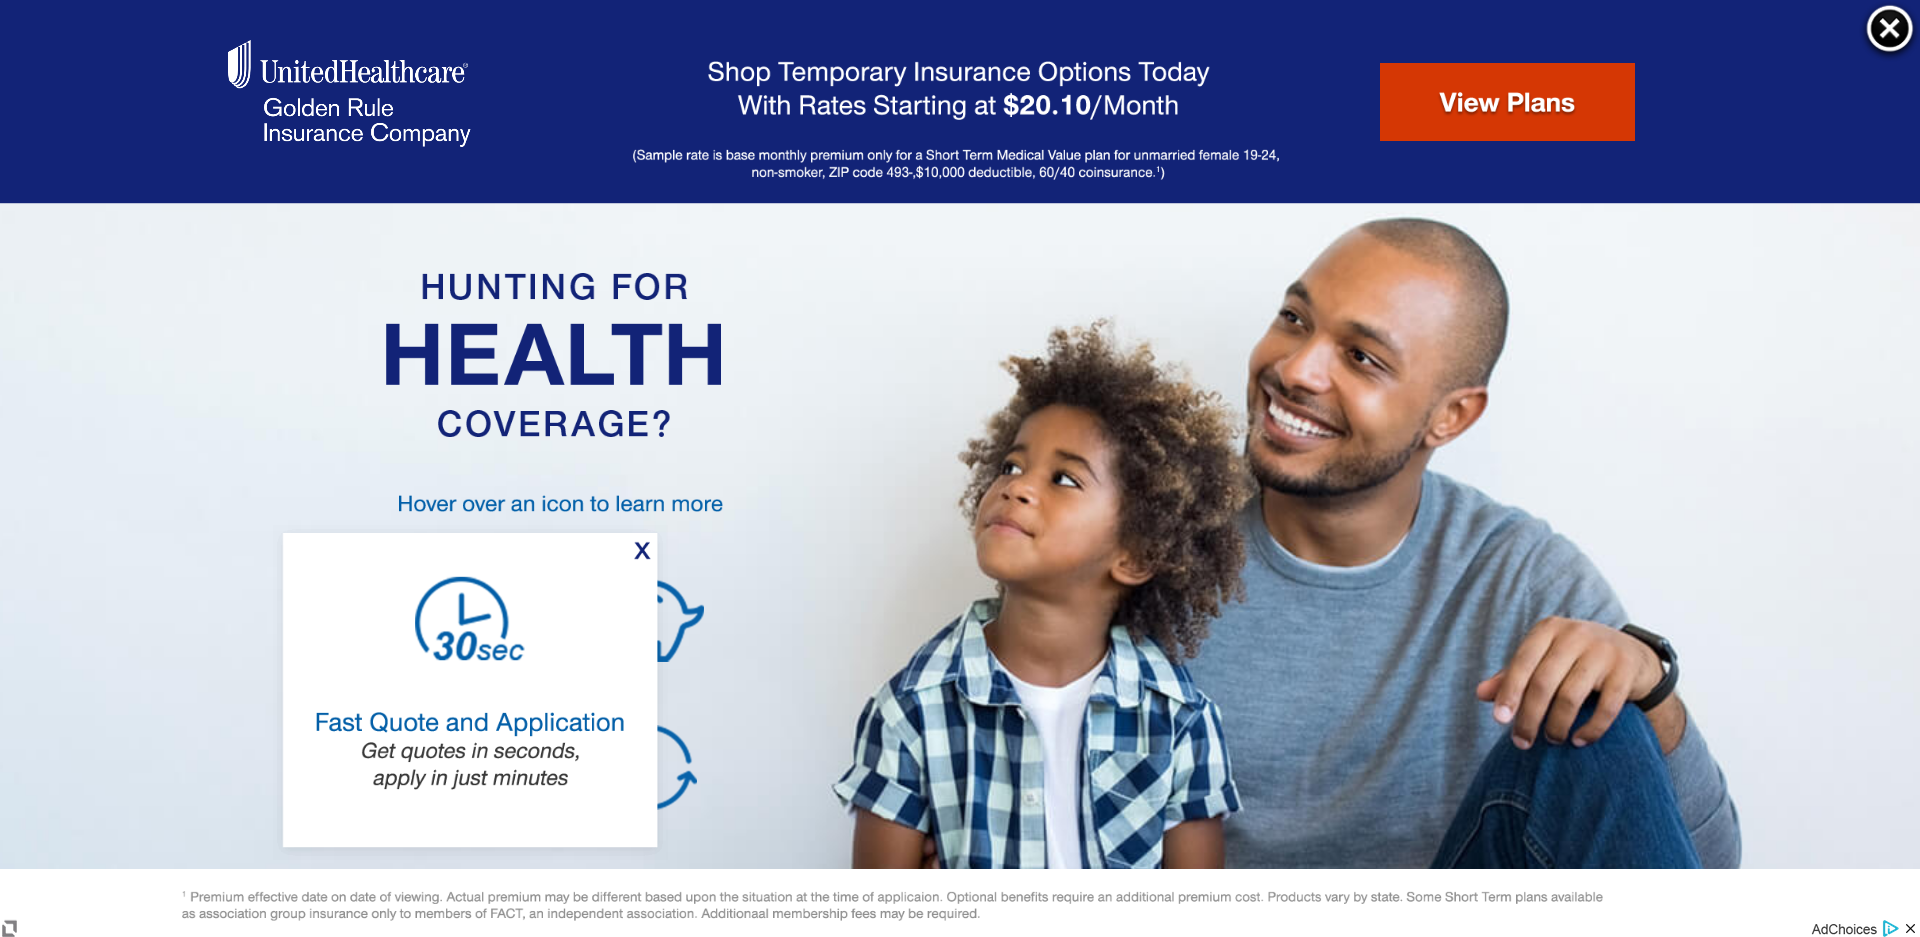 UnitedHealthcare®
Golden Rule
Insurance Company
Shop Temporary Insurance Options Today
With Rates Starting at $20.10/Month
(Sample rate is base monthly premium only for a Short Term Medical Value plan for unmarried female 19-24,
non-smoker, ZIP code 493-,$10,000 deductible, 60/40 coinsurance.¹)
View Plans
HUNTING FOR
HEALTH
COVERAGE?
Hover over an icon to learn more
X
30sec
Fast Quote and Application
Get quotes in seconds,
apply in just minutes
¹ Premium effective date on date of viewing. Actual premium may be different based upon the situation at the time of applicaion. Optional benefits require an additional premium cost. Products vary by state. Some Short Term plans available
as association group insurance only to members of FACT, an independent association. Additionaal membership fees may be required.
AdChoices